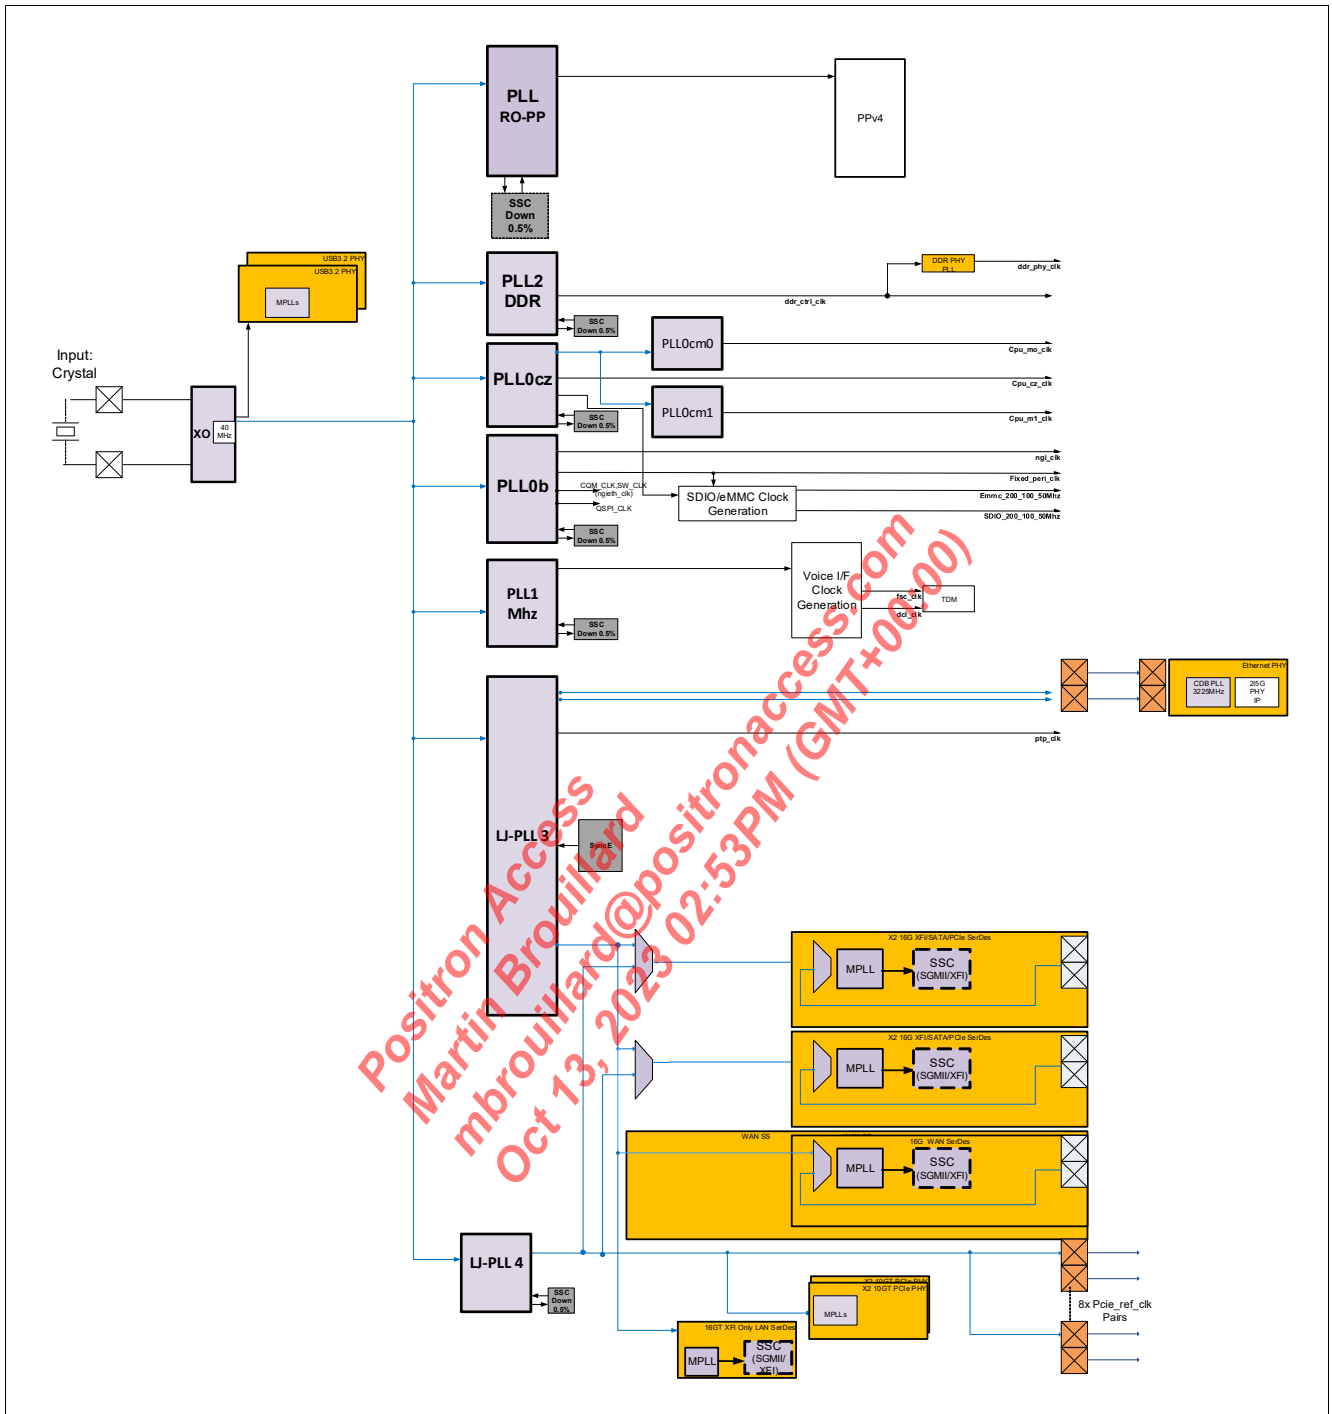 PLL
RO-PP
PPv4
SSC
Down
0.5%
USB3.2 PHY
USB3.2 PHY
MPLLs
PLL2
DDR
DDR PHY
PLL
ddr_phy_clk
ddr_ctrl_clk
SSC
Down 0.5%
Input:
Crystal
XO
40
MHz
PLL0cz
PLL0cm0
Cpu_mo_clk
Cpu_cz_clk
PLL0cm1
Cpu_m1_clk
SSC
Down 0.5%
PLL0b
ngi_clk
Fixed_peri_clk
CQM_CLK,SW_CLK
(ngieth_clk)
QSPI_CLK
SDIO/eMMC Clock
Generation
Emmc_200_100_50Mhz
SDIO_200_100_50Mhz
SSC
Down 0.5%
PLL1
Mhz
Voice I/F
Clock
Generation
fsc_clk
dcl_clk
TDM
SSC
Down 0.5%
Ethernet PHY
CDB PLL
3225MHz
2I5G
PHY
IP
ptp_clk
LJ-PLL 3
SyncE
X2 16G XFI/SATA/PCIe SerDes
MPLL
SSC
(SGMII/XFI)
X2 16G XFI/SATA/PCIe SerDes
MPLL
SSC
(SGMII/XFI)
WAN SS
16G WAN SerDes
MPLL
SSC
(SGMII/XFI)
LJ-PLL 4
SSC
Down
0.5%
X2 10GT PCIe PHY
X2 10GT PCIe PHY
MPLLs
8x Pcie_ref_clk
Pairs
16GT XFI Only LAN SerDes
MPLL
SSC
(SGMII/
XFI)
Positron Access
Martin Brouillard
mbrouillard@positronaccess.com
Oct 13, 2023 02:53PM (GMT+00:00)